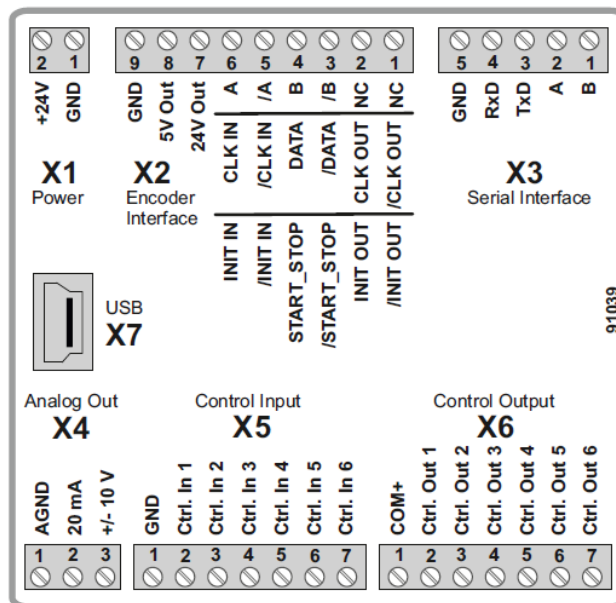 2 1
9 8 7 6 5 4 3 2 1
5 4 3 2 1
+24V GND
GND 5V Out 24V Out A /A B /B NC NC
GND RxD TxD A B
CLK IN /CLK IN DATA /DATA CLK OUT /CLK OUT
X1
Power
X2
Encoder
Interface
X3
Serial Interface
INIT IN /INIT IN START_STOP /START_STOP INIT OUT /INIT OUT
USB
X7
91039
Analog Out
X4
Control Input
X5
Control Output
X6
AGND 20 mA +/- 10 V
GND Ctrl. In 1 Ctrl. In 2 Ctrl. In 3 Ctrl. In 4 Ctrl. In 5 Ctrl. In 6
COM+ Ctrl. Out 1 Ctrl. Out 2 Ctrl. Out 3 Ctrl. Out 4 Ctrl. Out 5 Ctrl. Out 6
1 2 3
1 2 3 4 5 6 7
1 2 3 4 5 6 7